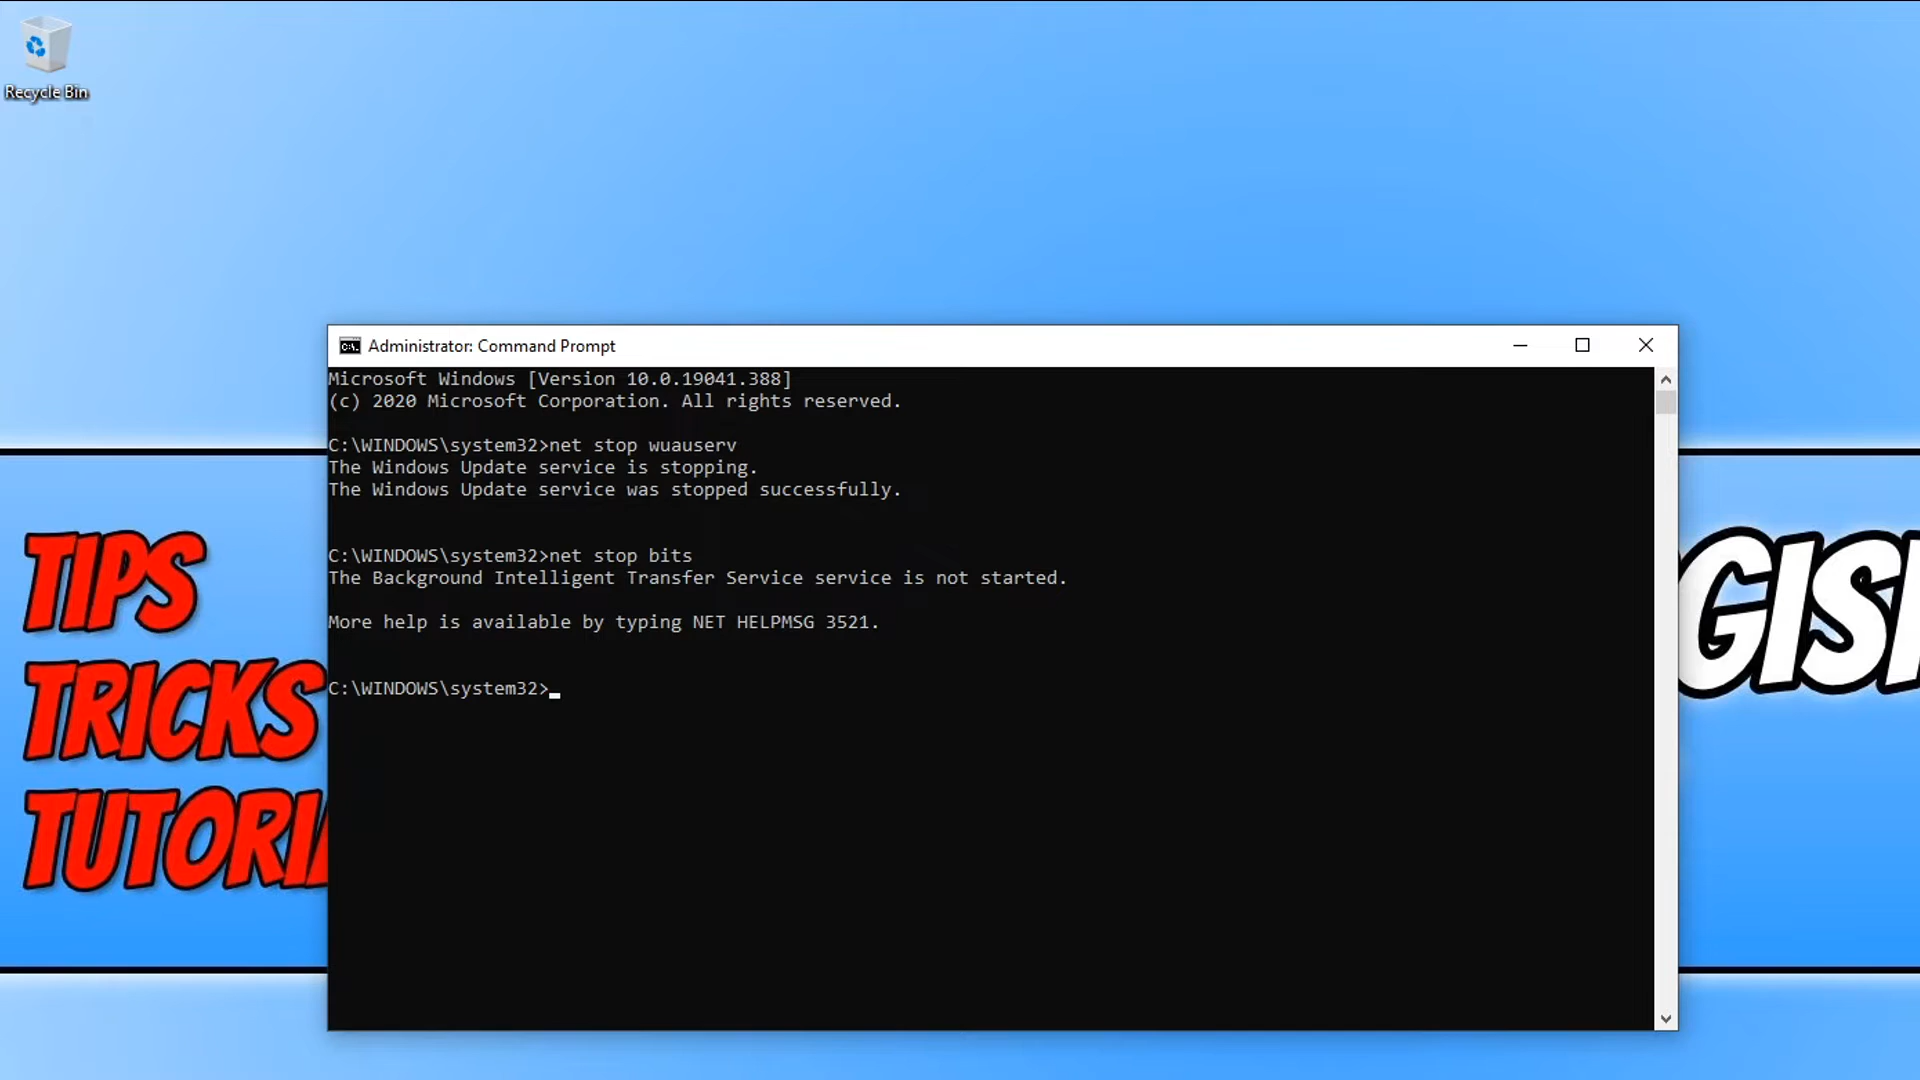 Recycle Bin
Administrator: Command Prompt
Microsoft Windows [Version 10.0.19041.388]
(c) 2020 Microsoft Corporation. All rights reserved.
C:\WINDOWS\system32>net stop wuauserv
The Windows Update service is stopping.
The Windows Update service was stopped successfully.
C:\WINDOWS\system32>net stop bits
The Background Intelligent Transfer Service service is not started.
More help is available by typing NET HELPMSG 3521.
C:\WINDOWS\system32>
TIPS
TRICKS
TUTORIA
GIS